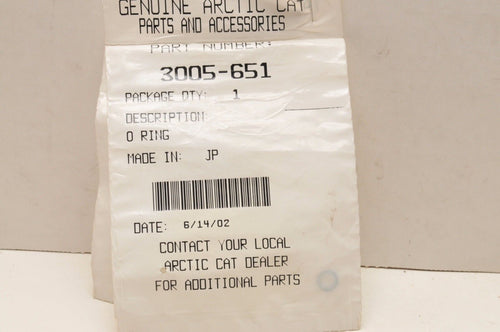 GENUINE ARCTIC CAT
PARTS AND ACCESSORIES
PART NUMBER:
3005-651
PACKAGE QTY: 1
DESCRIPTION:
O RING
MADE IN: JP
DATE: 6/14/02
CONTACT YOUR LOCAL
ARCTIC CAT DEALER
FOR ADDITIONAL PARTS